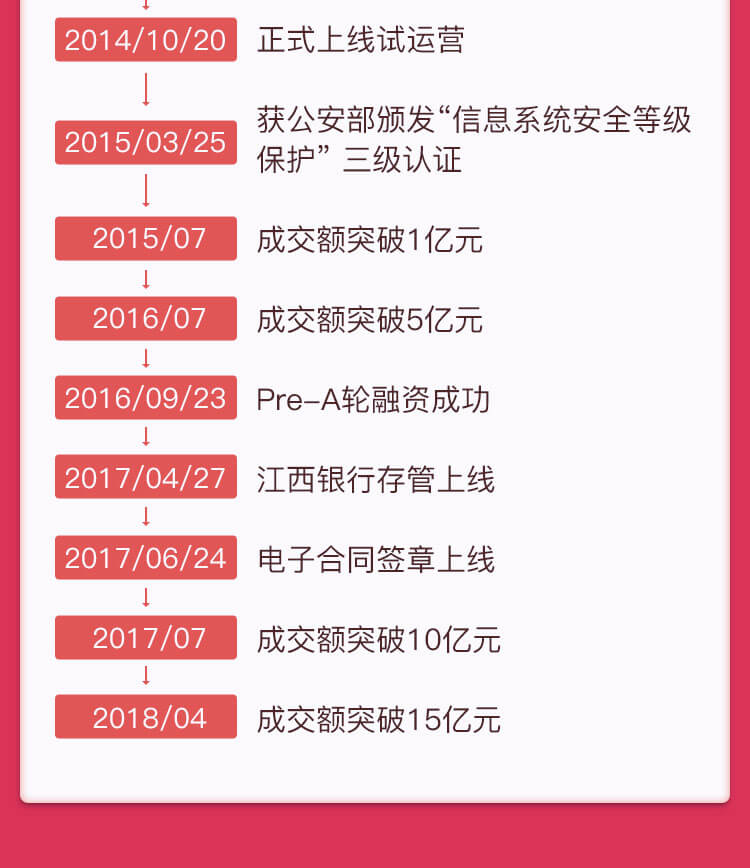 2014/10/20 正式上线试运营
2015/03/25 获公安部颁发“信息系统安全等级
保护” 三级认证
2015/07 成交额突破1亿元
2016/07 成交额突破5亿元
2016/09/23 Pre–A轮融资成功
2017/04/27 江西银行存管上线
2017/06/24 电子合同签章上线
2017/07 成交额突破10亿元
2018/04 成交额突破15亿元